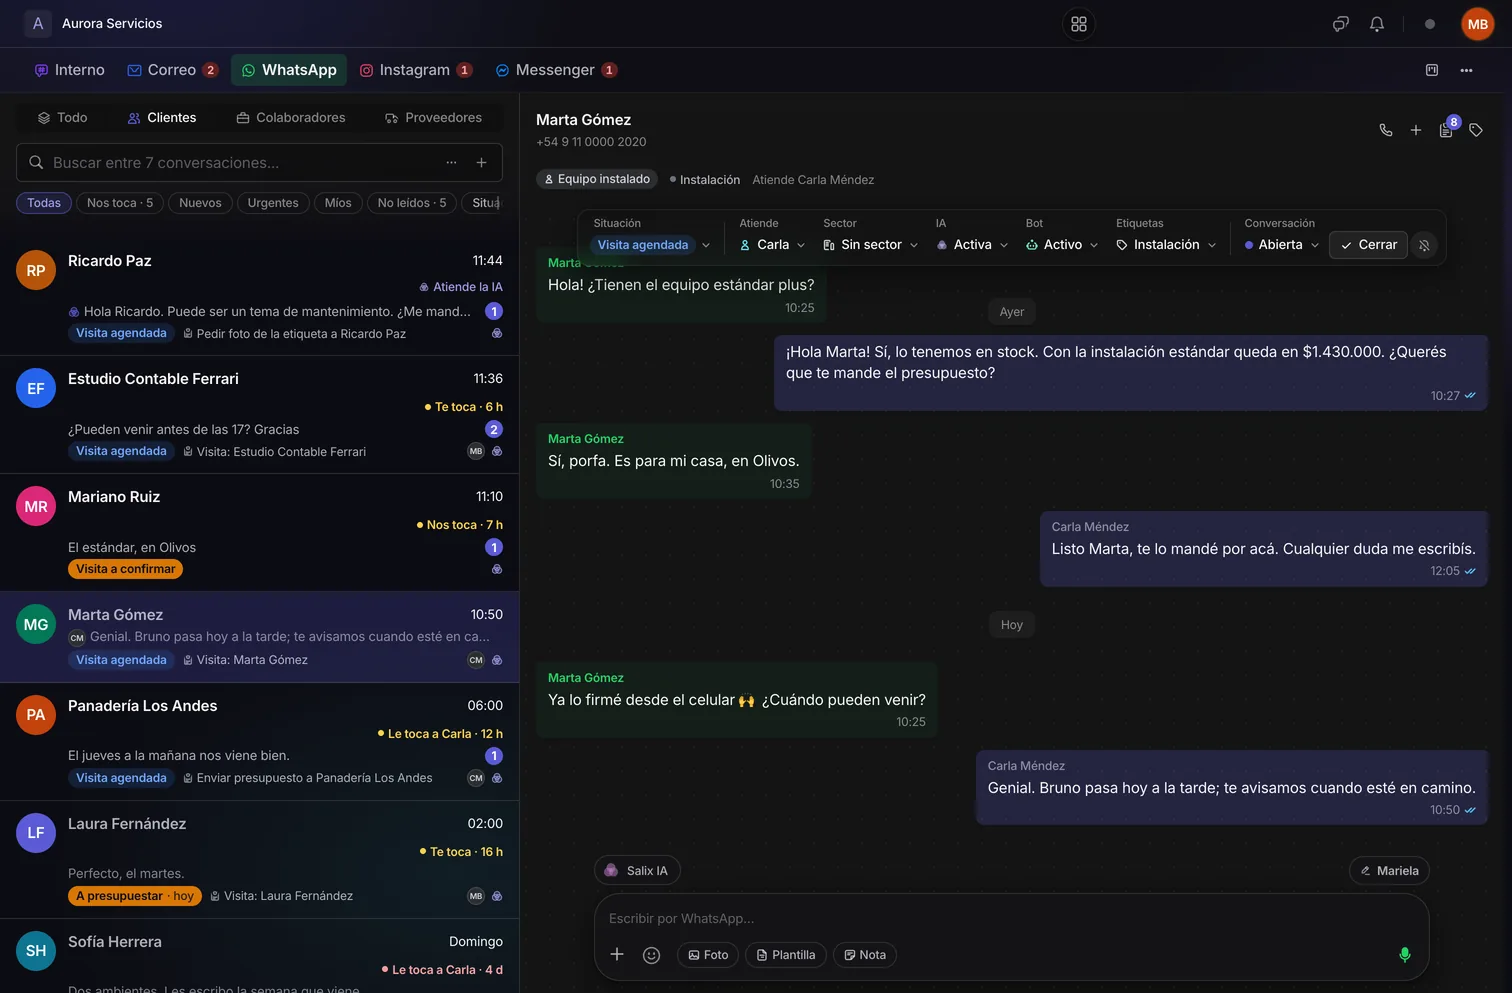 A Aurora Servicios
MB
Interno Correo 2 WhatsApp Instagram 1 Messenger 1
Todo Clientes Colaboradores Proveedores
Buscar entre 7 conversaciones...
Todas Nos toca · 5 Nuevos Urgentes Míos No leídos · 5
RP Ricardo Paz 11:44
Atiende la IA
Hola Ricardo. Puede ser un tema de mantenimiento. ¿Me mand... 1
Visita agendada Pedir foto de la etiqueta a Ricardo Paz
EF Estudio Contable Ferrari 11:36
Te toca · 6 h
¿Pueden venir antes de las 17? Gracias 2
Visita agendada Visita: Estudio Contable Ferrari MB
MR Mariano Ruiz 11:10
Nos toca · 7 h
El estándar, en Olivos 1
Visita a confirmar
MG Marta Gómez 10:50
CM Genial. Bruno pasa hoy a la tarde; te avisamos cuando esté en ca...
Visita agendada Visita: Marta Gómez CM
PA Panadería Los Andes 06:00
Le toca a Carla · 12 h
El jueves a la mañana nos viene bien. 1
Visita agendada Enviar presupuesto a Panadería Los Andes CM
LF Laura Fernández 02:00
Te toca · 16 h
Perfecto, el martes.
A presupuestar · hoy Visita: Laura Fernández MB
SH Sofía Herrera Domingo
Le toca a Carla · 4 d
Dos ambientes. Les escribo la semana que viene
Marta Gómez
+54 9 11 0000 2020
8
Equipo instalado Instalación Atiende Carla Méndez
Situación Atiende Sector IA Bot Etiquetas Conversación
Visita agendada Carla Sin sector Activa Activo Instalación Abierta Cerrar
Marta Gómez
Hola! ¿Tienen el equipo estándar plus?
10:25
Ayer
¡Hola Marta! Sí, lo tenemos en stock. Con la instalación estándar queda en $1.430.000. ¿Querés
que te mande el presupuesto?
10:27
Marta Gómez
Sí, porfa. Es para mi casa, en Olivos.
10:35
Carla Méndez
Listo Marta, te lo mandé por acá. Cualquier duda me escribís.
12:05
Hoy
Marta Gómez
Ya lo firmé desde el celular 🙌 ¿Cuándo pueden venir?
10:25
Carla Méndez
Genial. Bruno pasa hoy a la tarde; te avisamos cuando esté en camino.
10:50
Salix IA Mariela
Escribir por WhatsApp...
Foto Plantilla Nota